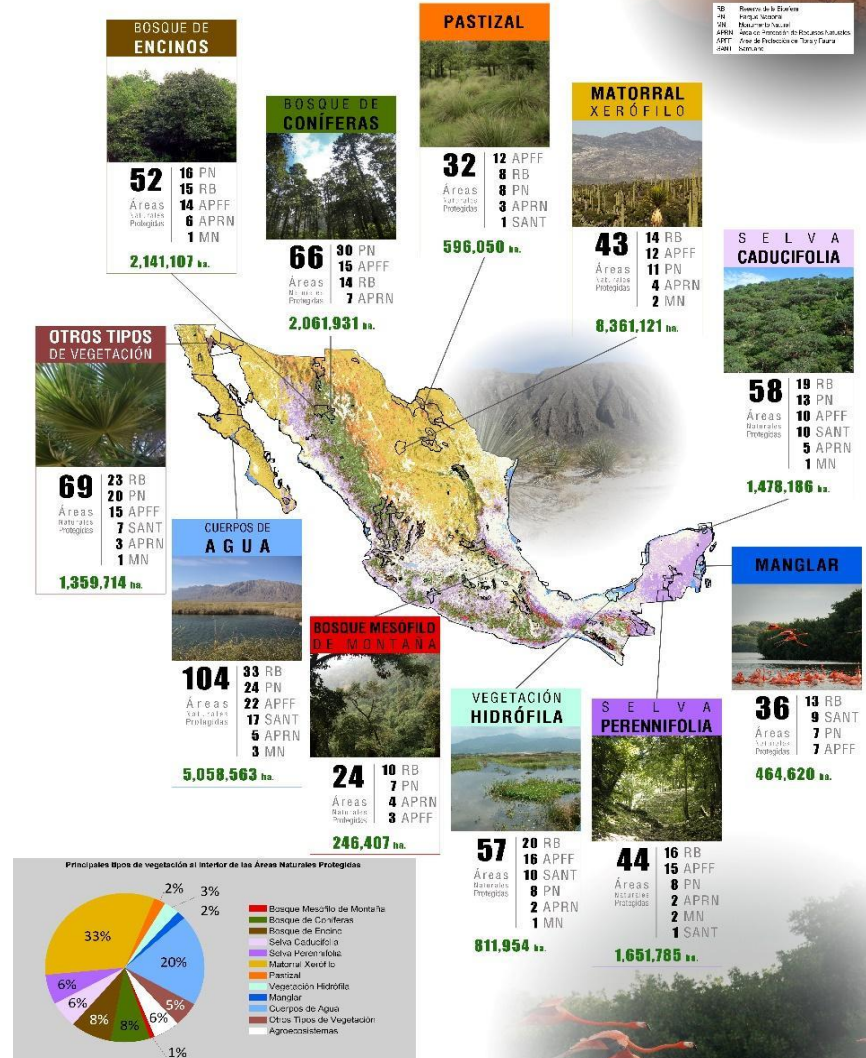 RB Reserva de la Biosfera
PN Parque Nacional
MN Monumento Natural
APRN Área de Protección de Recursos Naturales
APFF Área de Protección de Flora y Fauna
SANT Santuario
PASTIZAL
32
Áreas
Naturales
Protegidas
12 APFF
8 RB
8 PN
3 APRN
1 SANT
596,050 ha.
BOSQUE DE
ENCINOS
52
Áreas
Naturales
Protegidas
16 PN
15 RB
14 APFF
6 APRN
1 MN
2,141,107 ha.
BOSQUE DE
CONÍFERAS
66
Áreas
Naturales
Protegidas
30 PN
15 APFF
14 RB
7 APRN
2,061,931 ha.
MATORRAL
XERÓFILO
43
Áreas
Naturales
Protegidas
14 RB
12 APFF
11 PN
4 APRN
2 MN
8,361,121 ha.
SELVA
CADUCIFOLIA
58
Áreas
Naturales
Protegidas
19 RB
13 PN
10 APFF
10 SANT
5 APRN
1 MN
1,478,186 ha.
OTROS TIPOS
DE VEGETACIÓN
69
Áreas
Naturales
Protegidas
23 RB
20 PN
15 APFF
7 SANT
3 APRN
1 MN
1,359,714 ha.
CUERPOS DE
AGUA
104
Áreas
Naturales
Protegidas
33 RB
24 PN
22 APFF
17 SANT
5 APRN
3 MN
5,058,563 ha.
BOSQUE MESÓFILO
DE MONTAÑA
24
Áreas
Naturales
Protegidas
10 RB
7 PN
4 APRN
3 APFF
246,407 ha.
VEGETACIÓN
HIDRÓFILA
57
Áreas
Naturales
Protegidas
20 RB
16 APFF
10 SANT
8 PN
2 APRN
1 MN
811,954 ha.
SELVA
PERENNIFOLIA
44
Áreas
Naturales
Protegidas
16 RB
15 APFF
8 PN
2 APRN
2 MN
1 SANT
1,651,785 ha.
MANGLAR
36
Áreas
Naturales
Protegidas
13 RB
9 SANT
7 PN
7 APFF
464,620 ha.
Principales tipos de vegetación al interior de las Áreas Naturales Protegidas
2%
3%
2%
33%
20%
6%
5%
6%
6%
8%
8%
1%
Bosque Mesófilo de Montaña
Bosque de Coníferas
Bosque de Encino
Selva Caducifolia
Selva Perennifolia
Matorral Xerófilo
Pastizal
Vegetación Hidrófila
Manglar
Cuerpos de Agua
Otros Tipos de Vegetación
Agroecosistemas